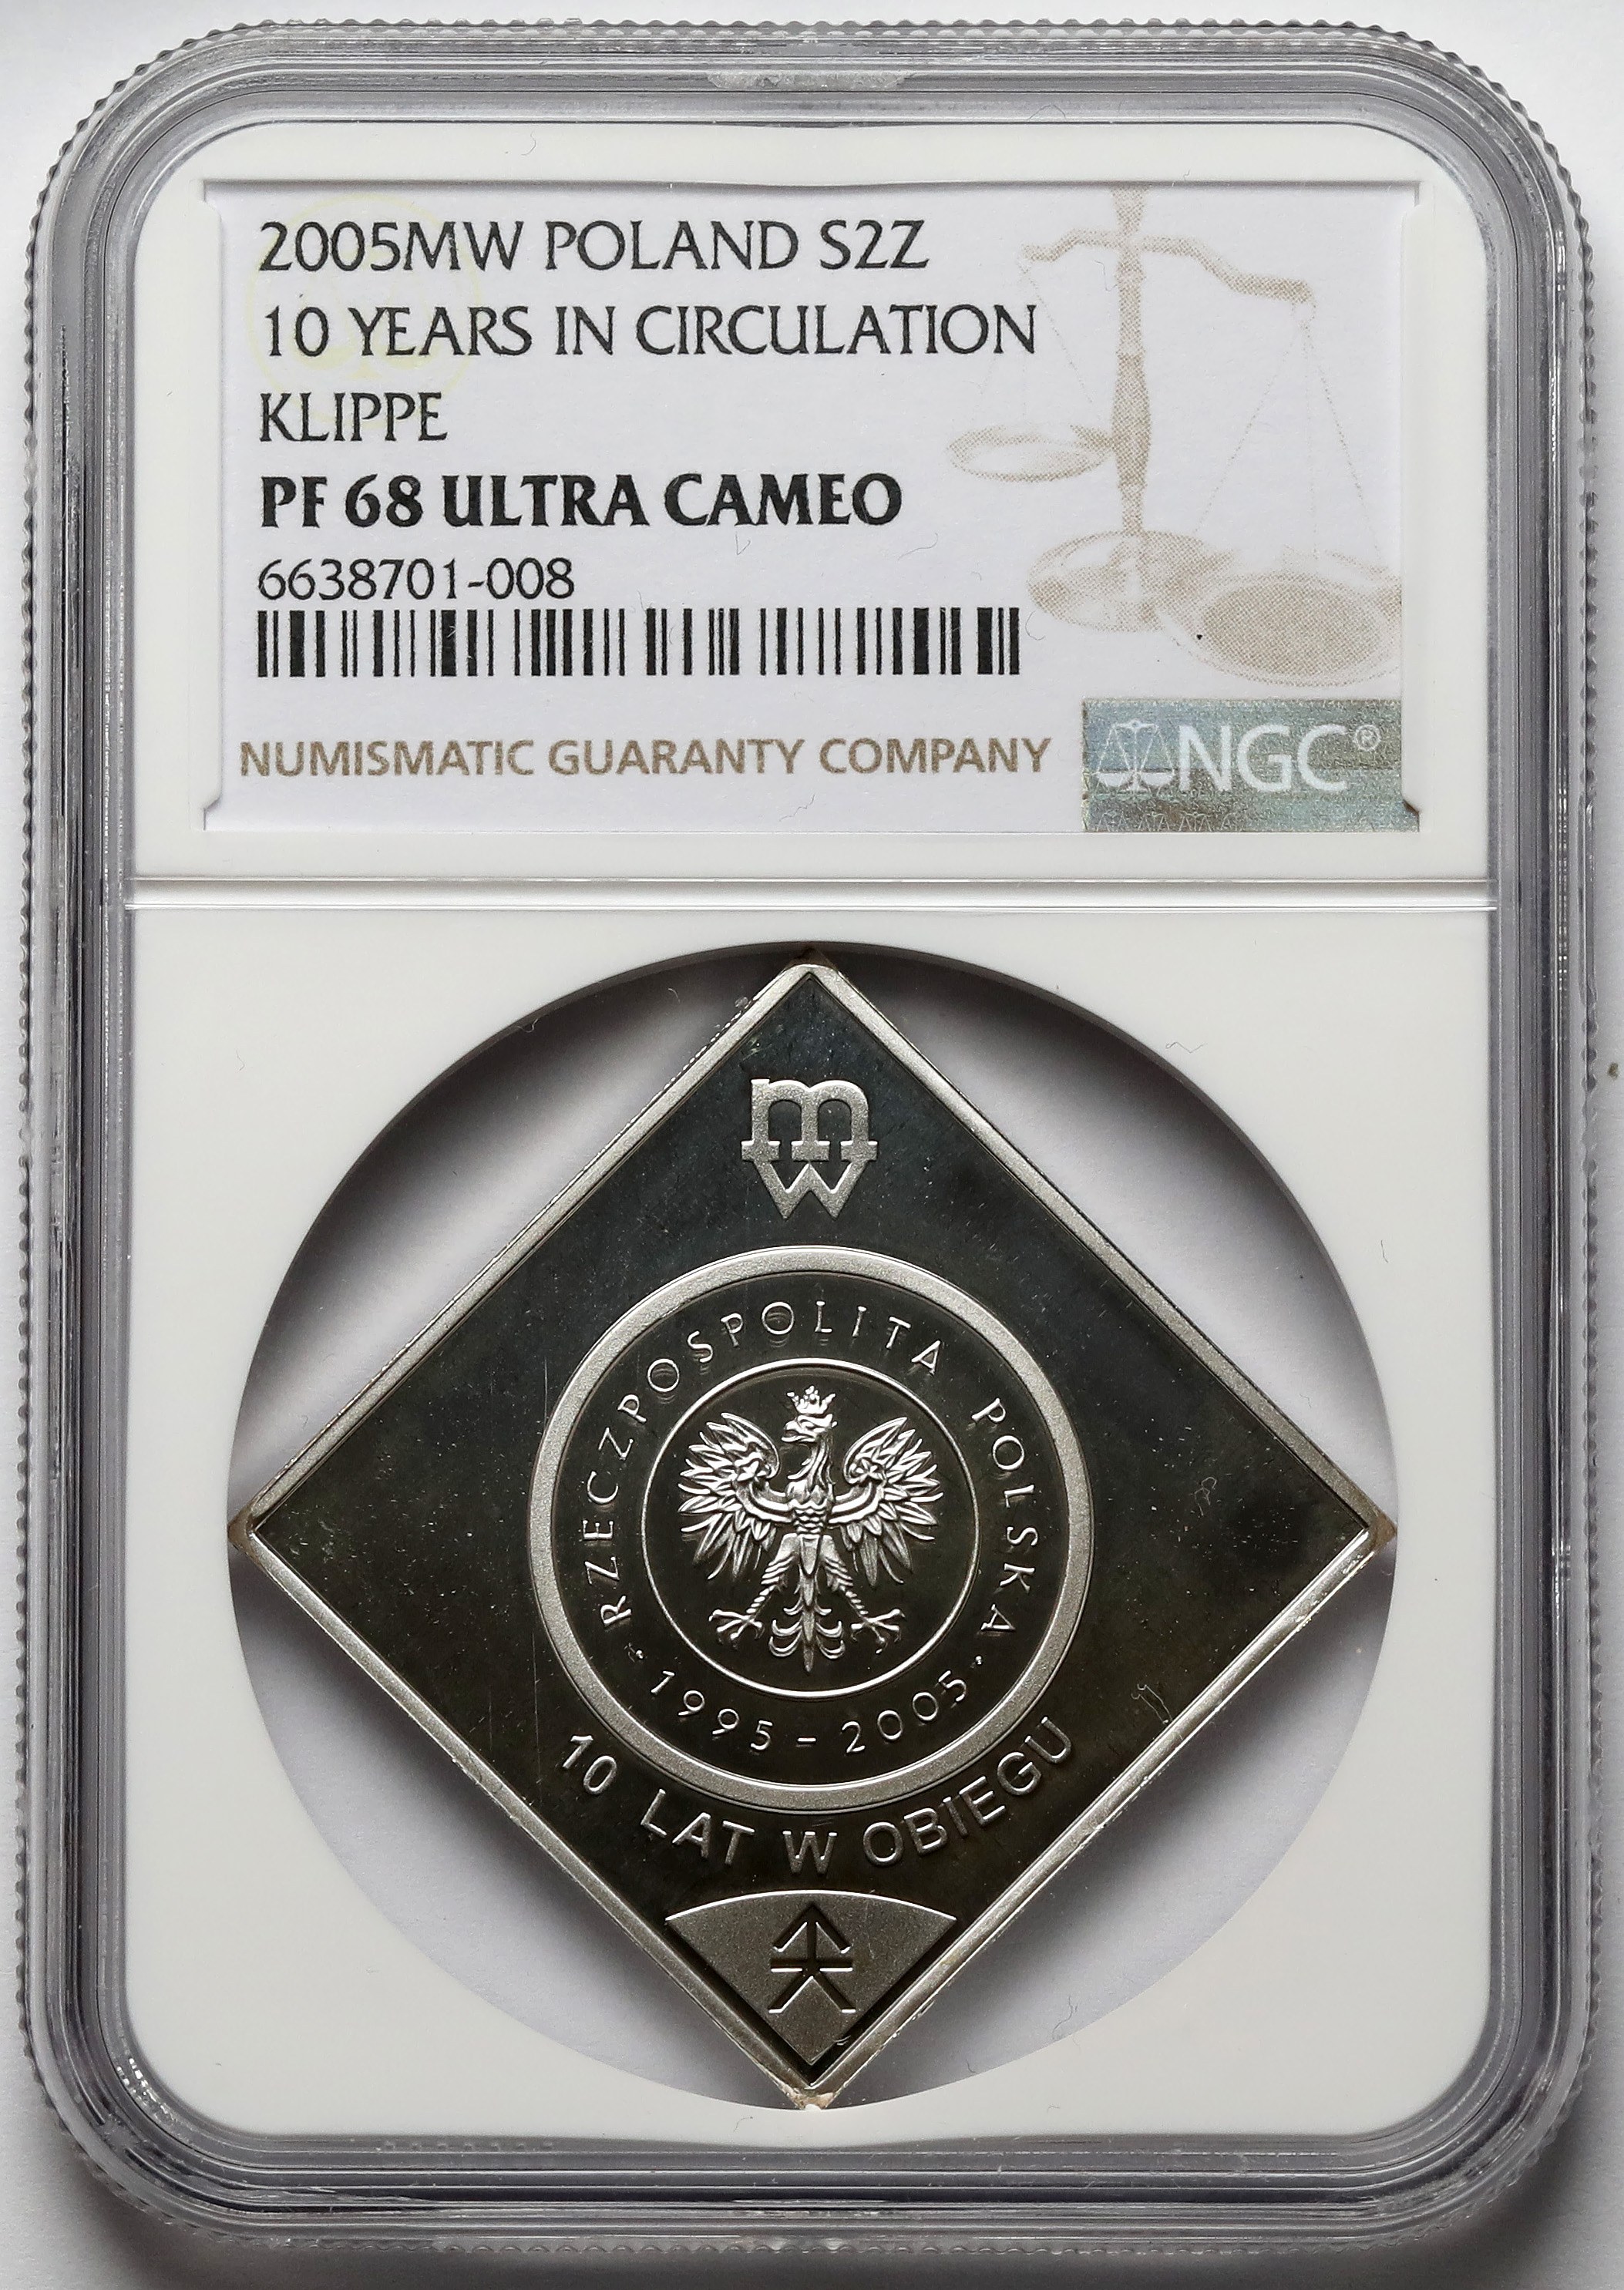 2005MW POLAND S2Z
10 YEARS IN CIRCULATION
KLIPPE
PF 68 ULTRA CAMEO
6638701-008
NUMISMATIC GUARANTY COMPANY
NGC®
mw
RZECZPOSPOLITA POLSKA
· 1995 – 2005 ·
10 LAT W OBIEGU